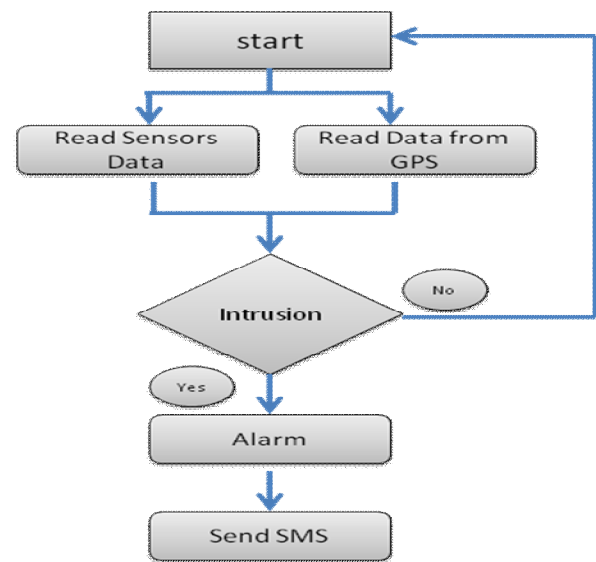 start
Read Sensors
Data
Read Data from
GPS
Intrusion
No
Yes
Alarm
Send SMS